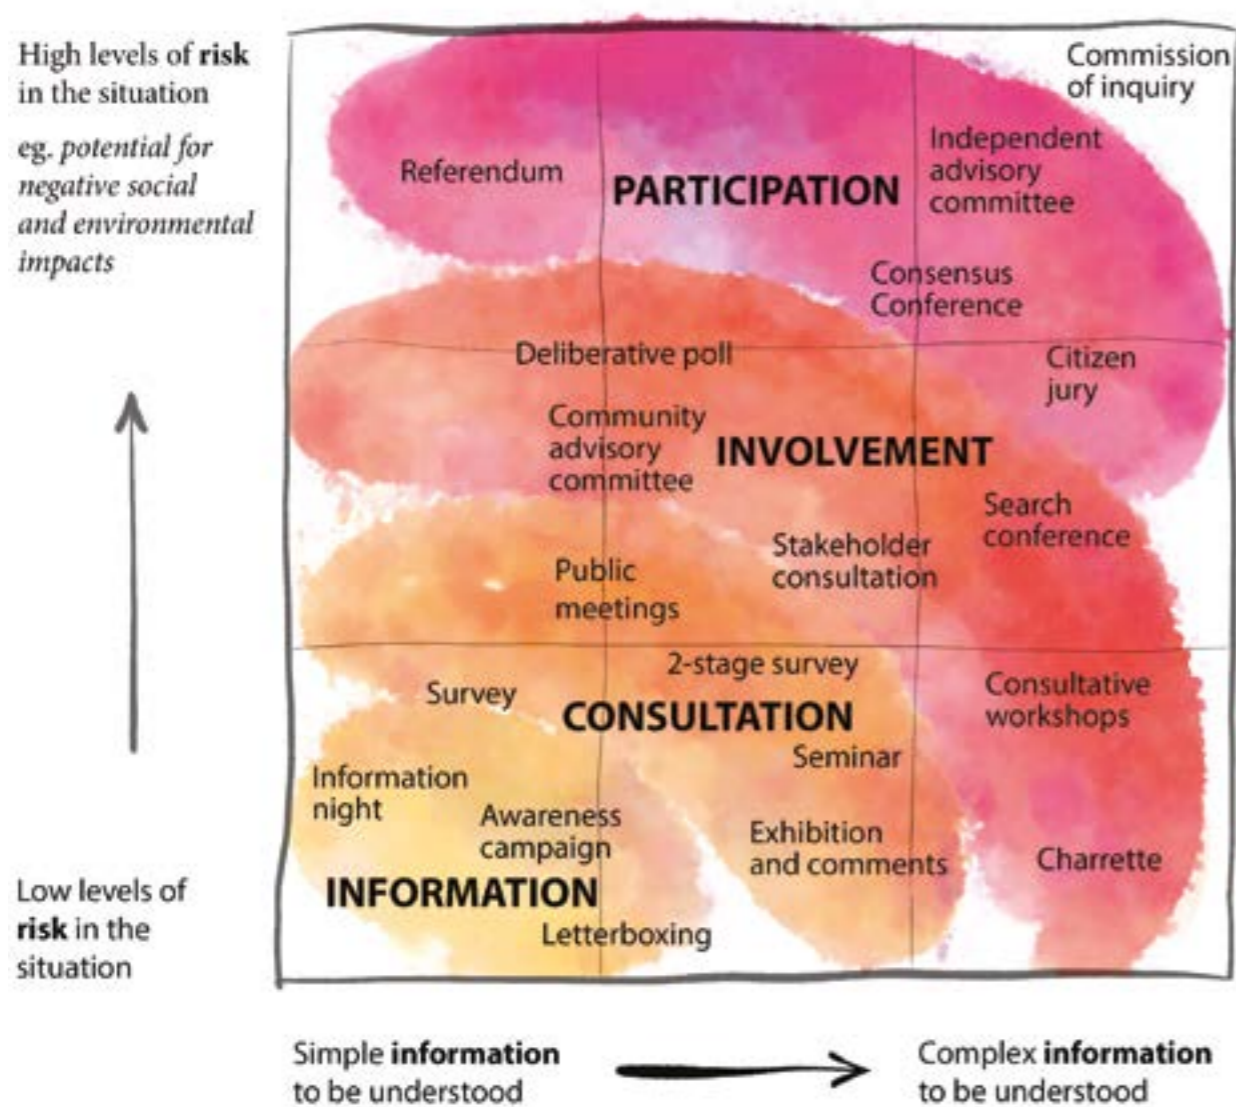 High levels of risk
in the situation
eg. potential for
negative social
and environmental
impacts
Low levels of
risk in the
situation
Commission
of inquiry
Independent
advisory
committee
Referendum
PARTICIPATION
Consensus
Conference
Deliberative poll
Citizen
jury
Community
advisory
committee
INVOLVEMENT
Search
conference
Stakeholder
consultation
Public
meetings
2-stage survey
Survey
CONSULTATION
Consultative
workshops
Seminar
Information
night
Awareness
campaign
Exhibition
and comments
Charrette
INFORMATION
Letterboxing
Simple information
to be understood
Complex information
to be understood